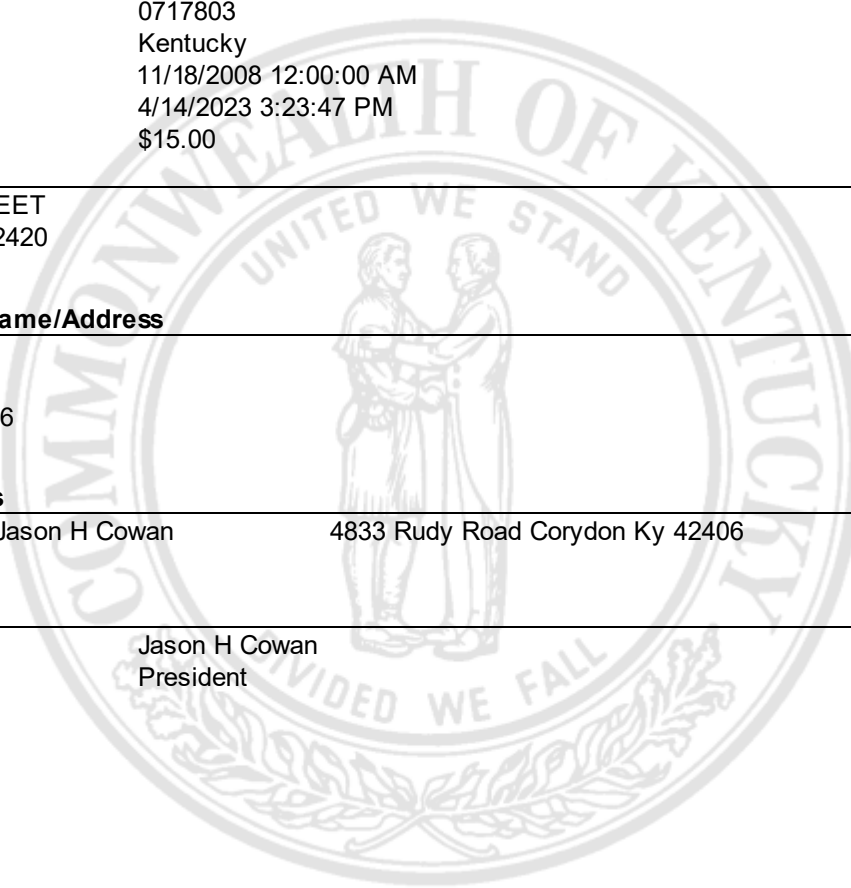 0717803
Kentucky
11/18/2008 12:00:00 AM
4/14/2023 3:23:47 PM
$15.00
EET
2420
ame/Address
6
s
Jason H Cowan 4833 Rudy Road Corydon Ky 42406
Jason H Cowan
President
COMMONWEALTH OF KENTUCKY
UNITED WE STAND
DIVIDED WE FALL